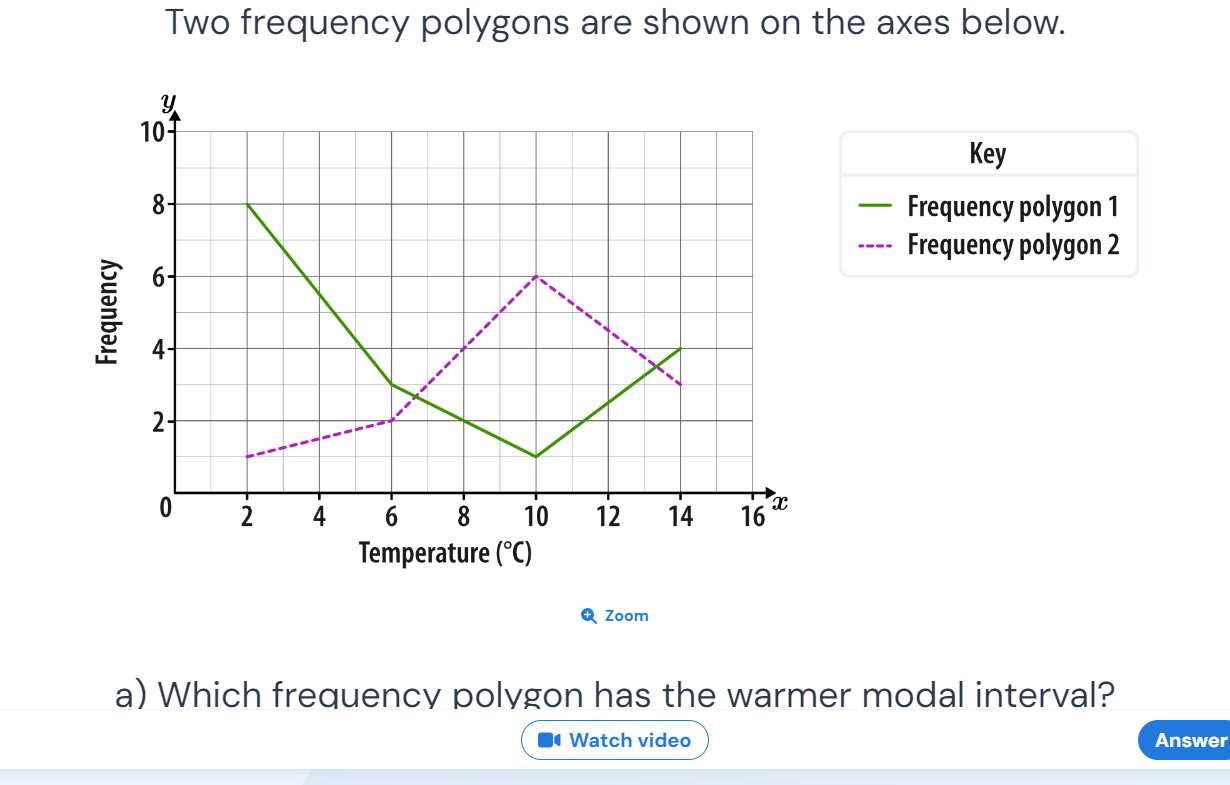 Two frequency polygons are shown on the axes below.
y
10
8
6
4
2
0
2 4 6 8 10 12 14 16
x
Frequency
Temperature (°C)
Key
Frequency polygon 1
Frequency polygon 2
Zoom
a) Which frequency polygon has the warmer modal interval?
Watch video
Answer